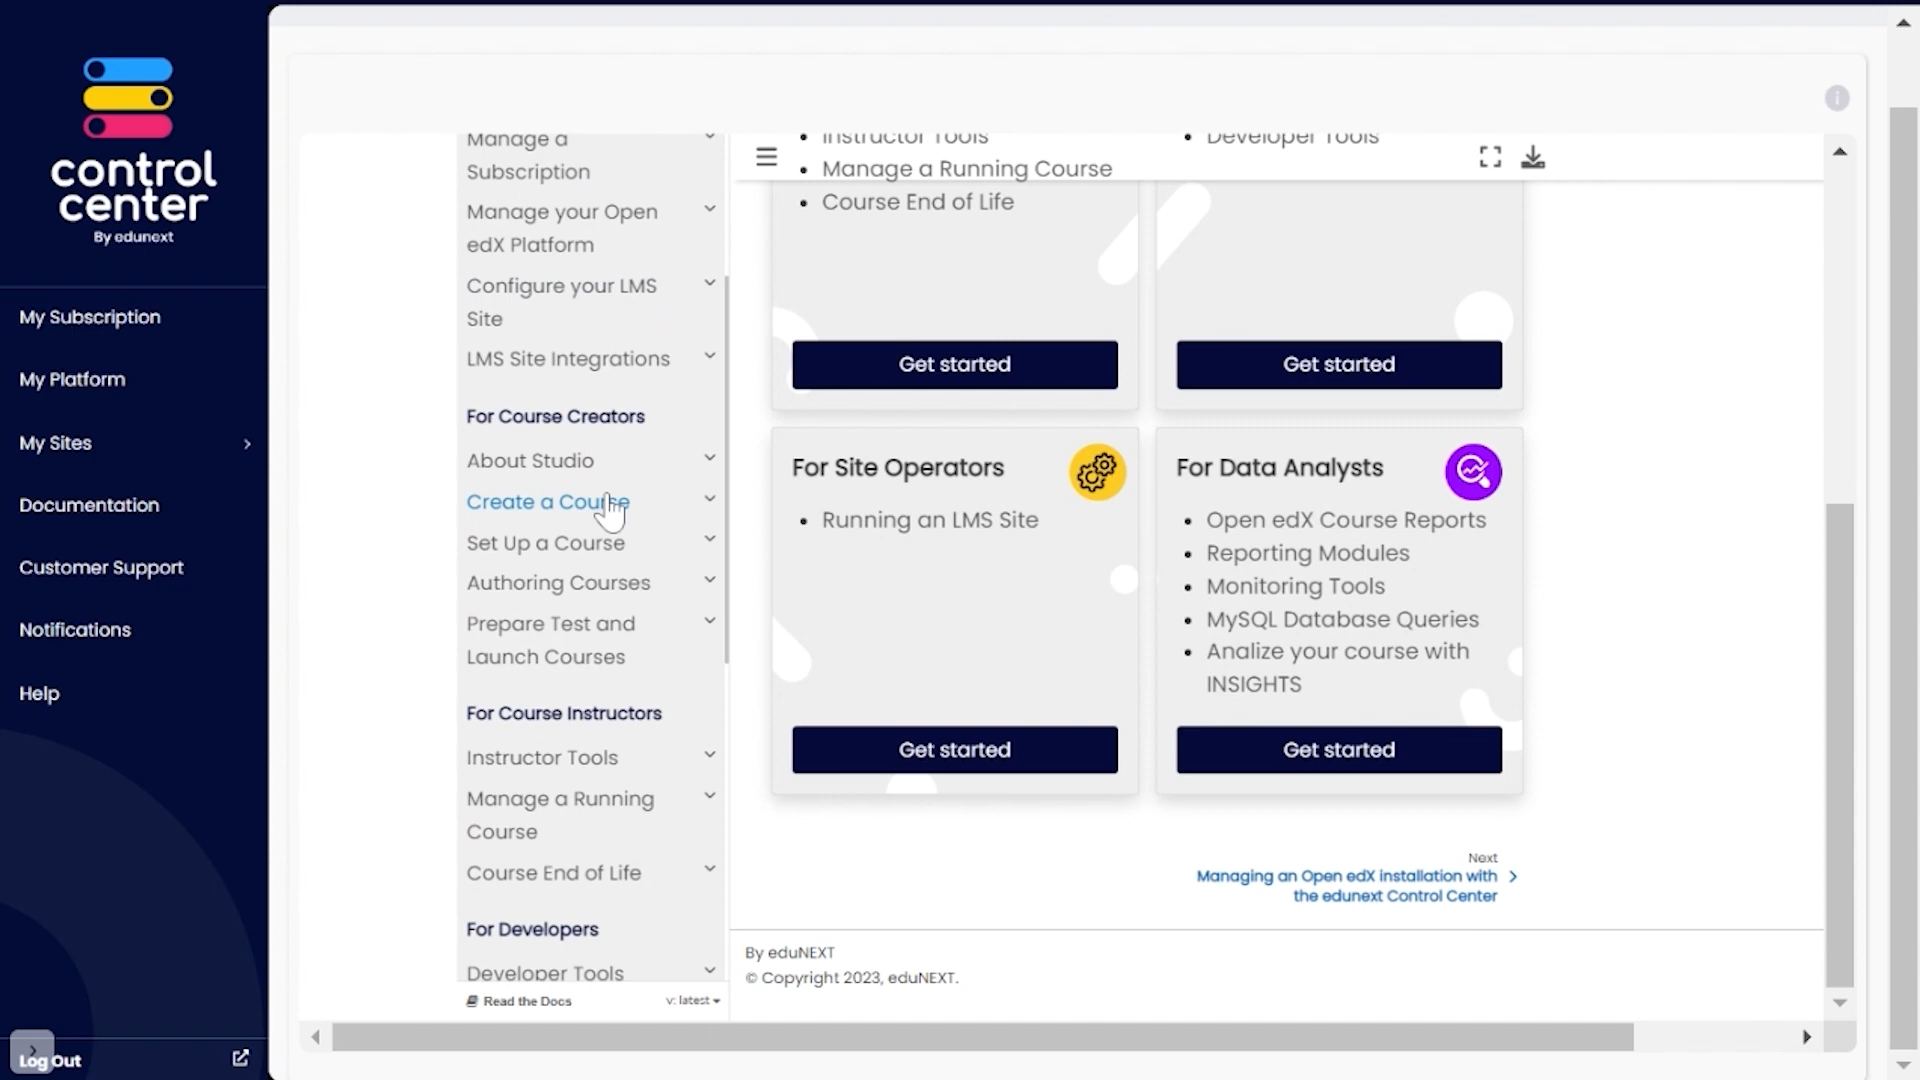 control
center
By edunext
My Subscription
My Platform
My Sites
Documentation
Customer Support
Notifications
Help
Log Out
Manage a
Subscription
Manage your Open
edX Platform
Configure your LMS
Site
LMS Site Integrations
For Course Creators
About Studio
Create a Course
Set Up a Course
Authoring Courses
Prepare Test and
Launch Courses
For Course Instructors
Instructor Tools
Manage a Running
Course
Course End of Life
For Developers
Developer Tools
Read the Docs
v: latest
Instructor Tools
Manage a Running Course
Course End of Life
Get started
Developer Tools
Get started
For Site Operators
Running an LMS Site
Get started
For Data Analysts
Open edX Course Reports
Reporting Modules
Monitoring Tools
MySQL Database Queries
Analize your course with
INSIGHTS
Get started
Next
Managing an Open edX installation with
the edunext Control Center
By eduNEXT
© Copyright 2023, eduNEXT.